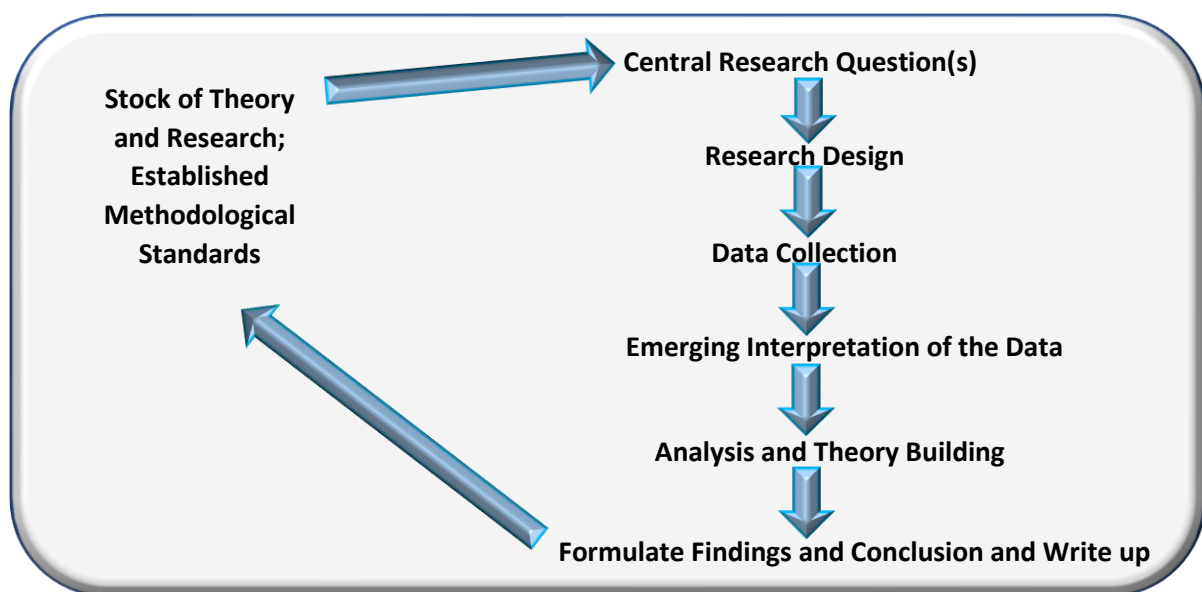 Stock of Theory
and Research;
Established
Methodological
Standards
Central Research Question(s)
Research Design
Data Collection
Emerging Interpretation of the Data
Analysis and Theory Building
Formulate Findings and Conclusion and Write up